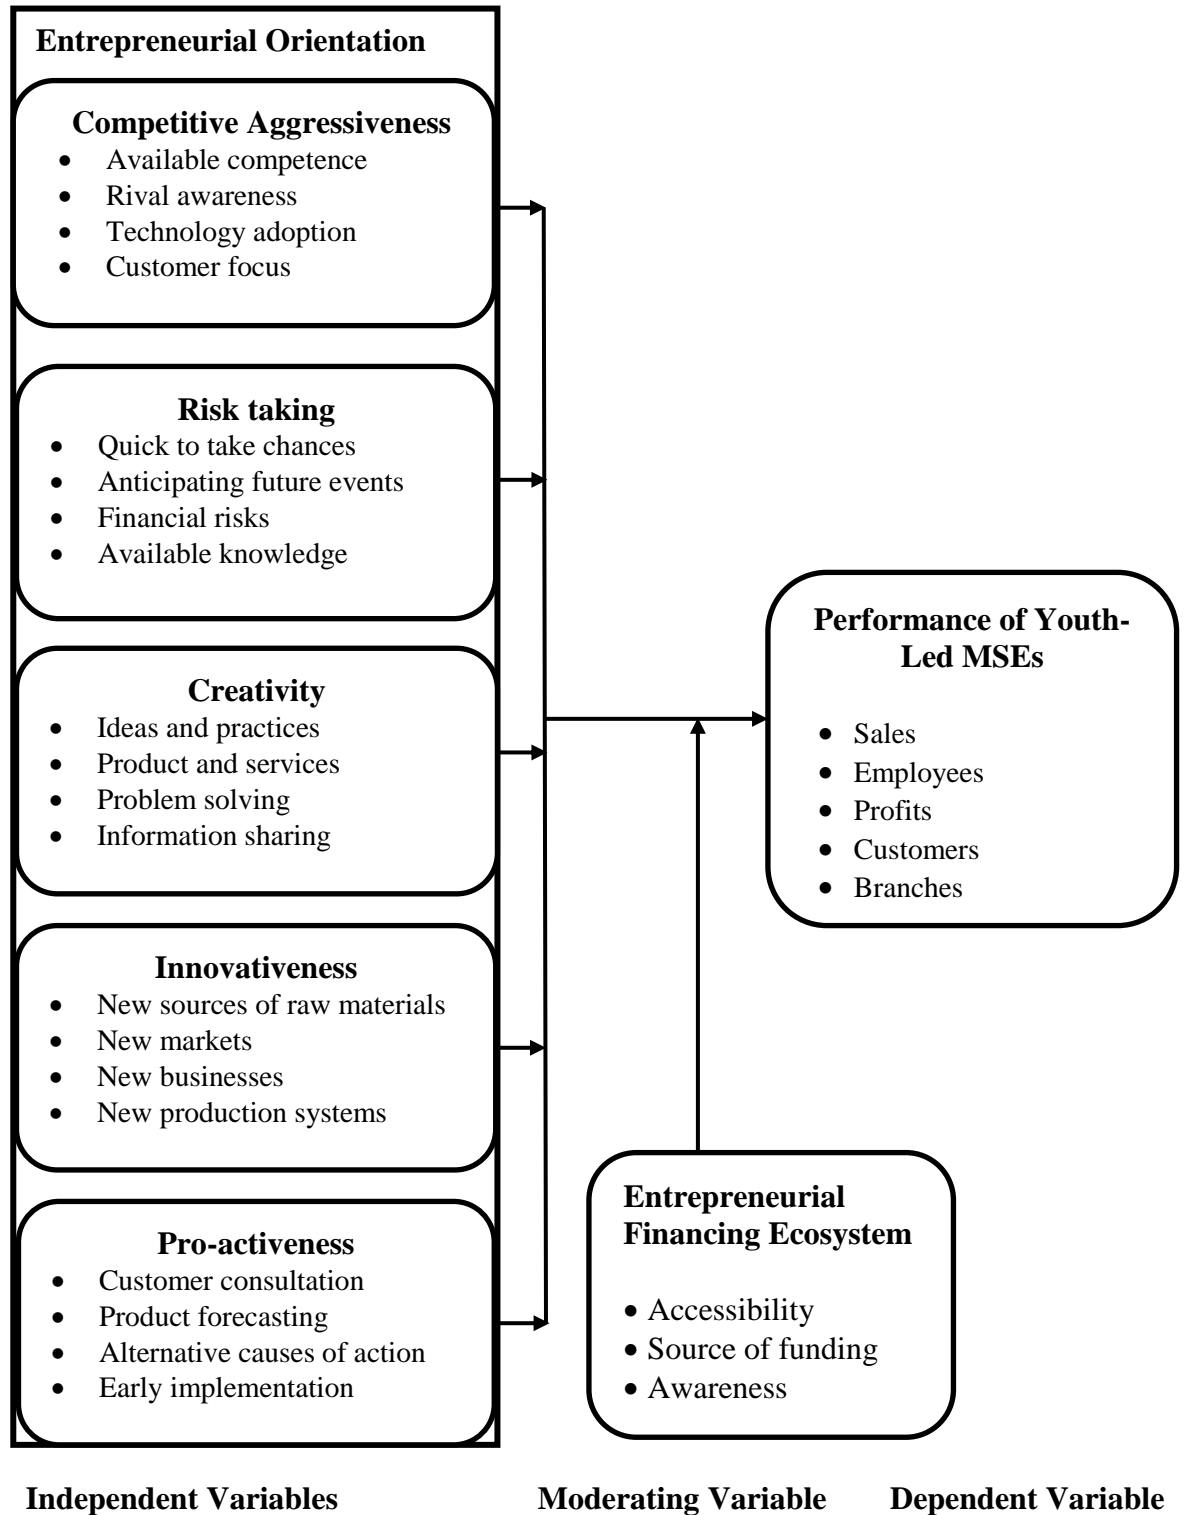 Entrepreneurial Orientation
Competitive Aggressiveness
• Available competence
• Rival awareness
• Technology adoption
• Customer focus
Risk taking
• Quick to take chances
• Anticipating future events
• Financial risks
• Available knowledge
Creativity
• Ideas and practices
• Product and services
• Problem solving
• Information sharing
Innovativeness
• New sources of raw materials
• New markets
• New businesses
• New production systems
Pro-activeness
• Customer consultation
• Product forecasting
• Alternative causes of action
• Early implementation
Performance of Youth-
Led MSEs
• Sales
• Employees
• Profits
• Customers
• Branches
Entrepreneurial
Financing Ecosystem
• Accessibility
• Source of funding
• Awareness
Independent Variables
Moderating Variable
Dependent Variable